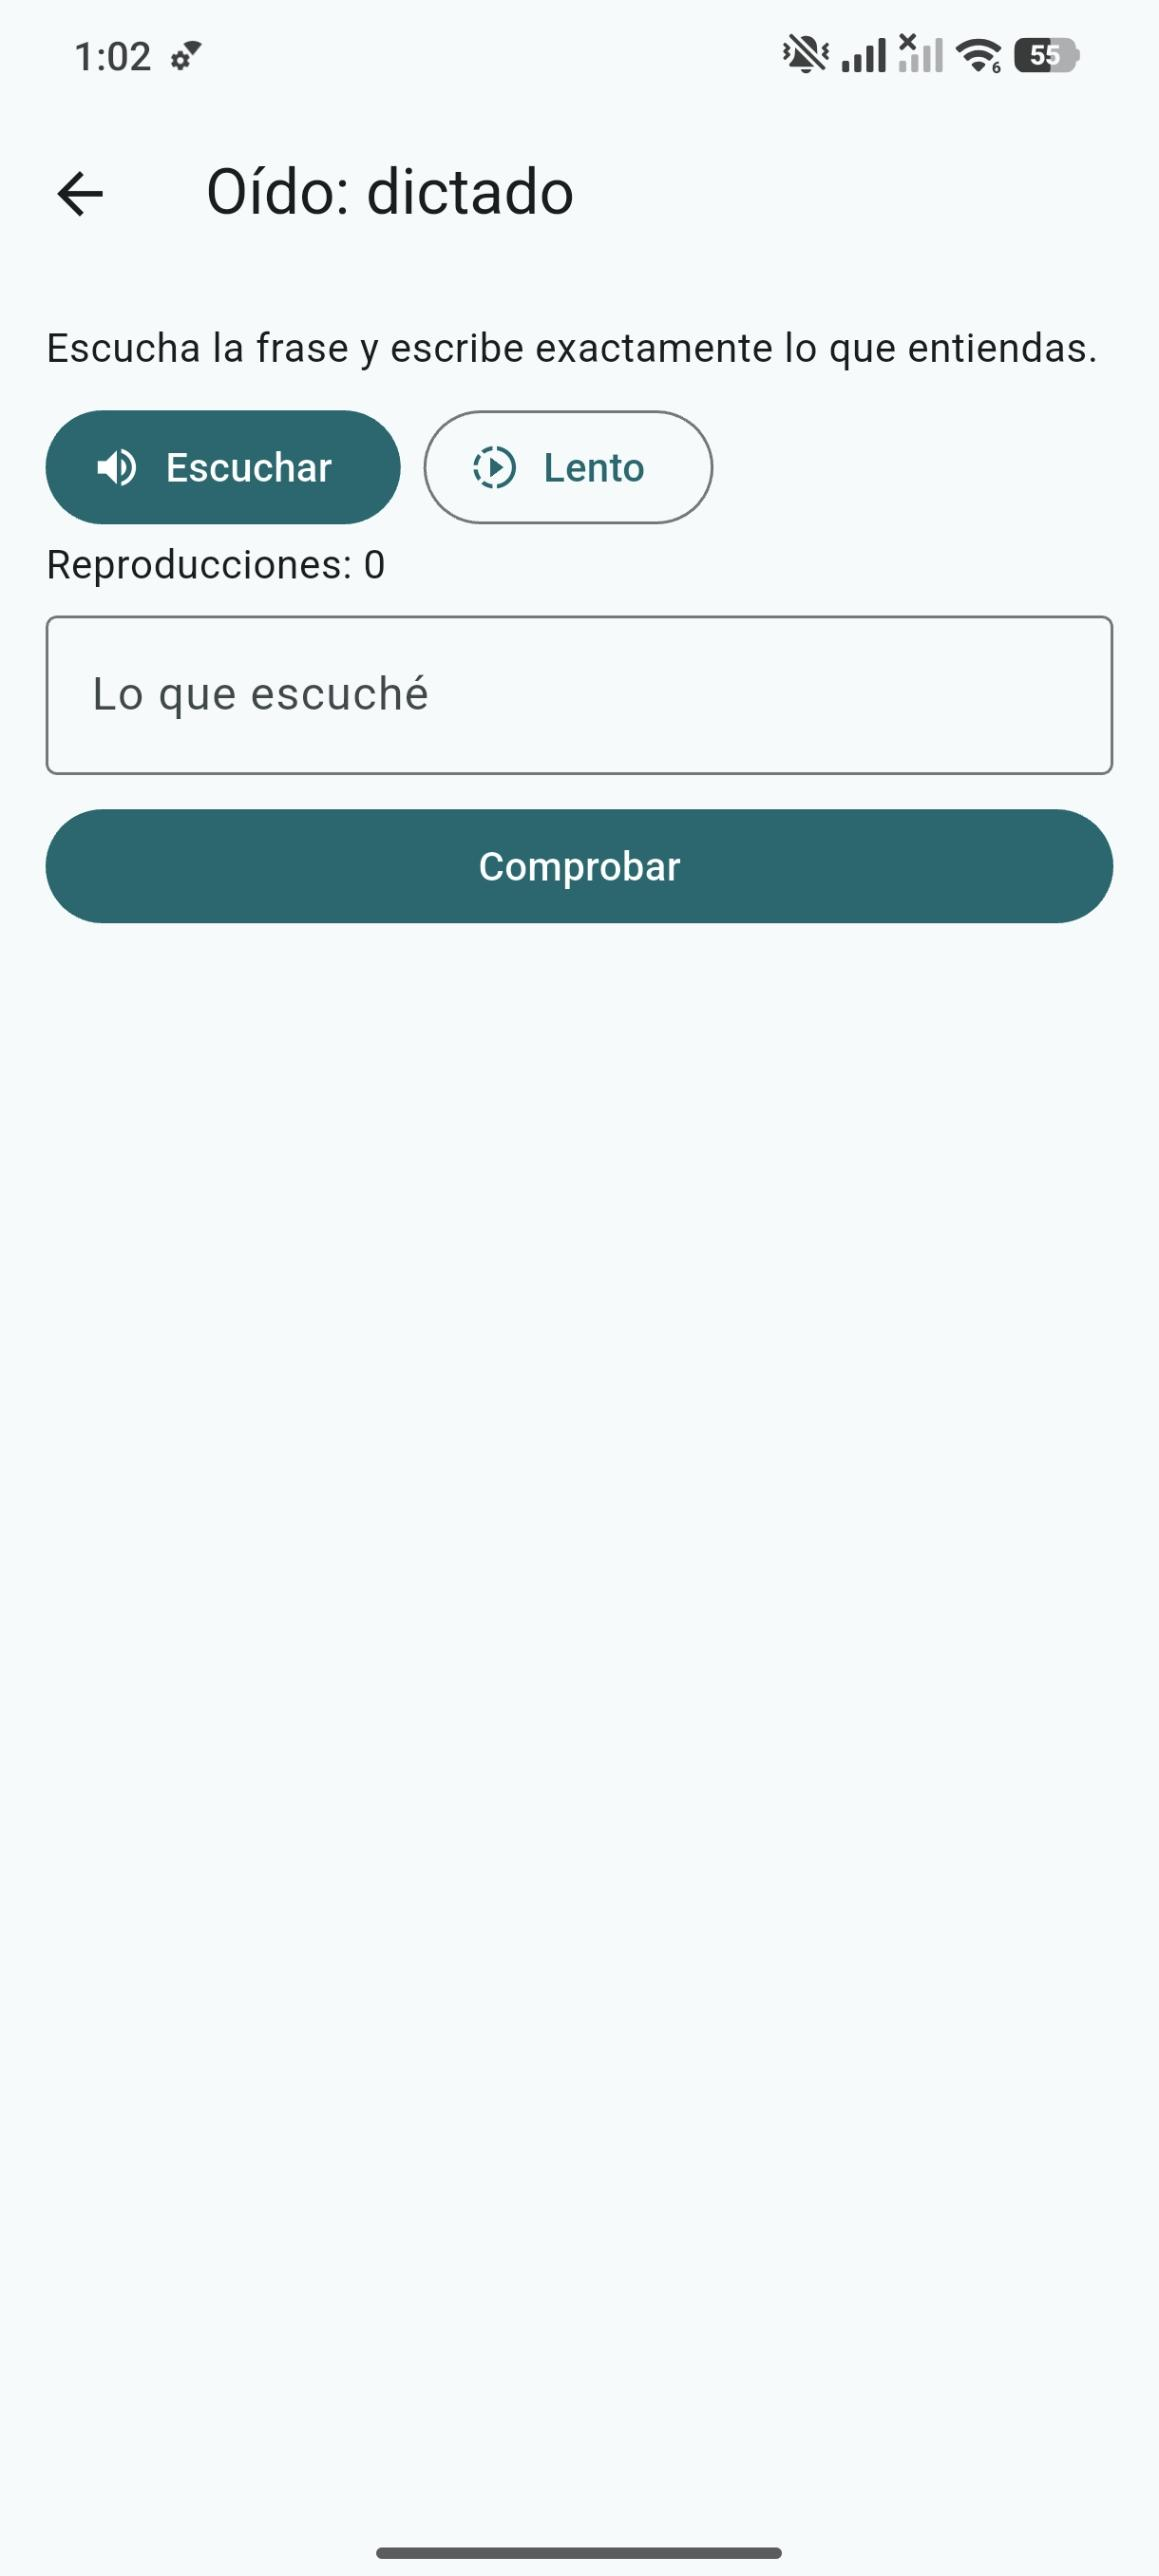 1:02
6
55
Oído: dictado
Escucha la frase y escribe exactamente lo que entiendas.
Escuchar
Lento
Reproducciones: 0
Lo que escuché
Comprobar